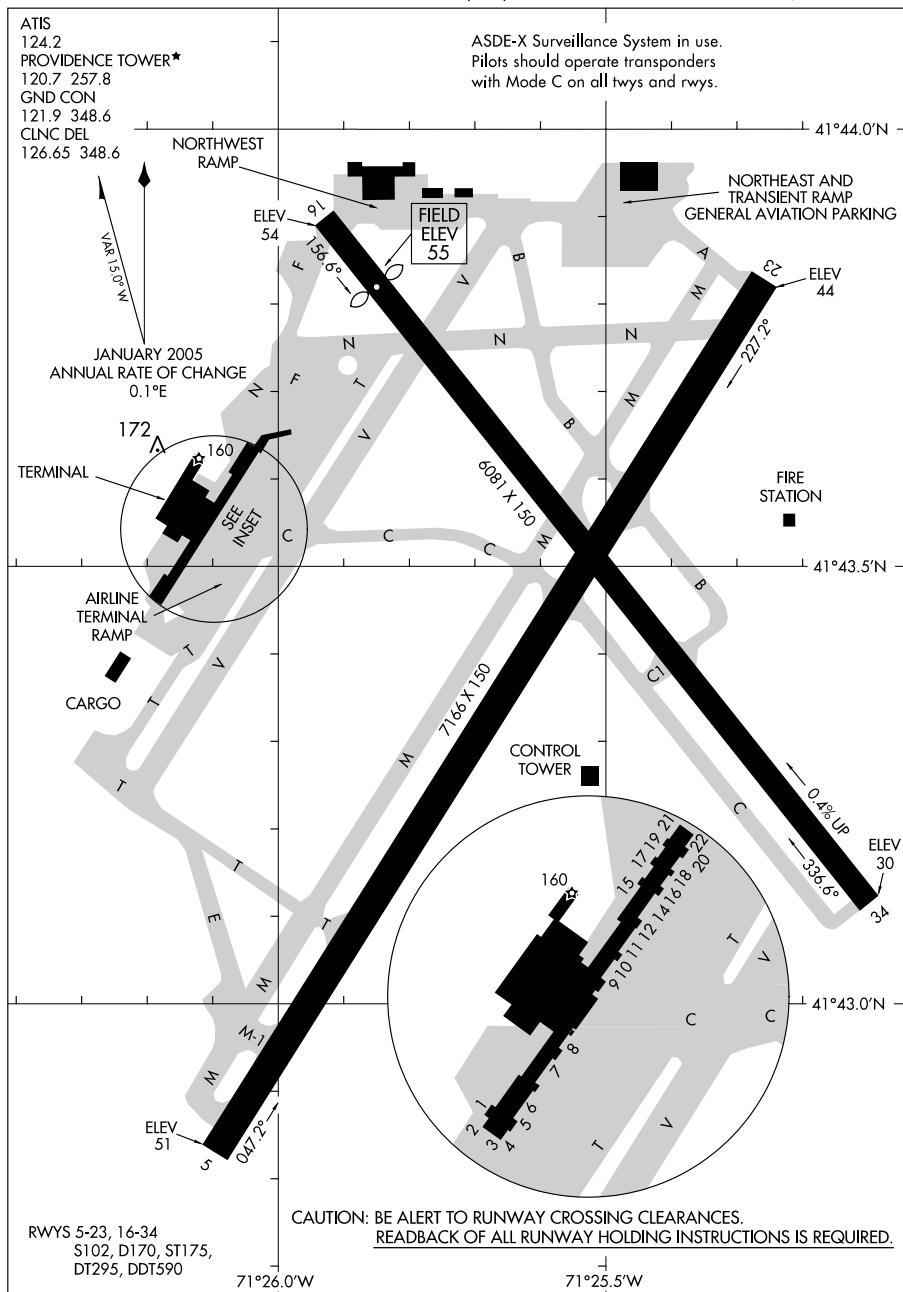 ATIS
124.2
PROVIDENCE TOWER★
120.7 257.8
GND CON
121.9 348.6
CLNC DEL
126.65 348.6
ASDE-X Surveillance System in use.
Pilots should operate transponders
with Mode C on all twys and rwys.
41°44.0'N
NORTHWEST
RAMP
NORTHEAST AND
TRANSIENT RAMP
GENERAL AVIATION PARKING
VAR 15.0° W
ELEV
54
16
FIELD
ELEV
55
156.6°
F
V
B
A
M
23
ELEV
44
227.2°
JANUARY 2005
ANNUAL RATE OF CHANGE
0.1°E
N
N
N
N
F
T
V
M
B
172
160
TERMINAL
SEE
INSET
6081 X 150
FIRE
STATION
C
C
C
M
B
41°43.5'N
AIRLINE
TERMINAL
RAMP
T
V
T
CARGO
7166 X 150
C1
M
CONTROL
TOWER
T
C
0.4% UP
336.6°
ELEV
30
34
T
E
T
M
M-1
M
ELEV
51
5
047.2°
41°43.0'N
160
15
17
19
21
22
20
18
16
14
12
11
10
9
8
7
6
5
4
3
2
1
T
V
C
C
T
V
CAUTION: BE ALERT TO RUNWAY CROSSING CLEARANCES.
READBACK OF ALL RUNWAY HOLDING INSTRUCTIONS IS REQUIRED.
RWYS 5-23, 16-34
S102, D170, ST175,
DT295, DDT590
71°26.0'W
71°25.5'W